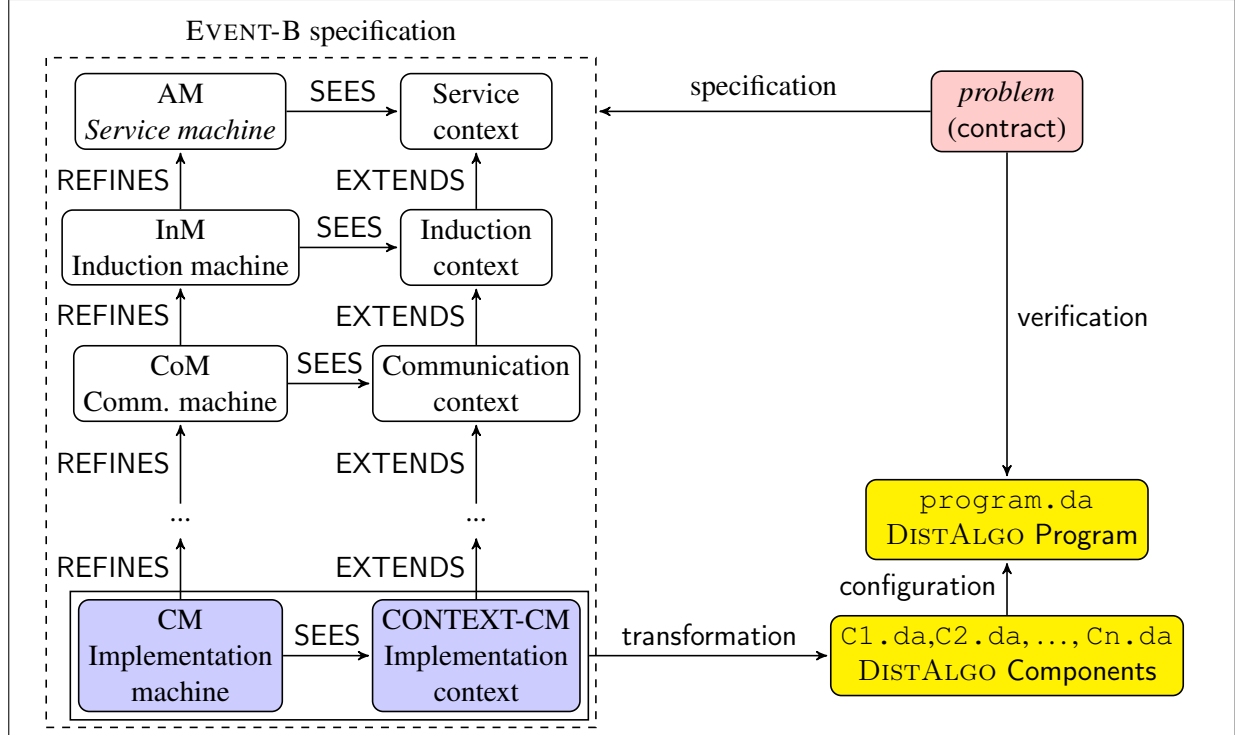 EVENT-B specification
AM
Service machine
SEES
Service
context
specification
problem
(contract)
REFINES
EXTENDS
InM
Induction machine
SEES
Induction
context
REFINES
EXTENDS
verification
CoM
Comm. machine
SEES
Communication
context
REFINES
EXTENDS
...
...
program.da
DISTALGO Program
REFINES
EXTENDS
configuration
CM
Implementation
machine
SEES
CONTEXT-CM
Implementation
context
transformation
C1.da,C2.da, ..., Cn.da
DISTALGO Components